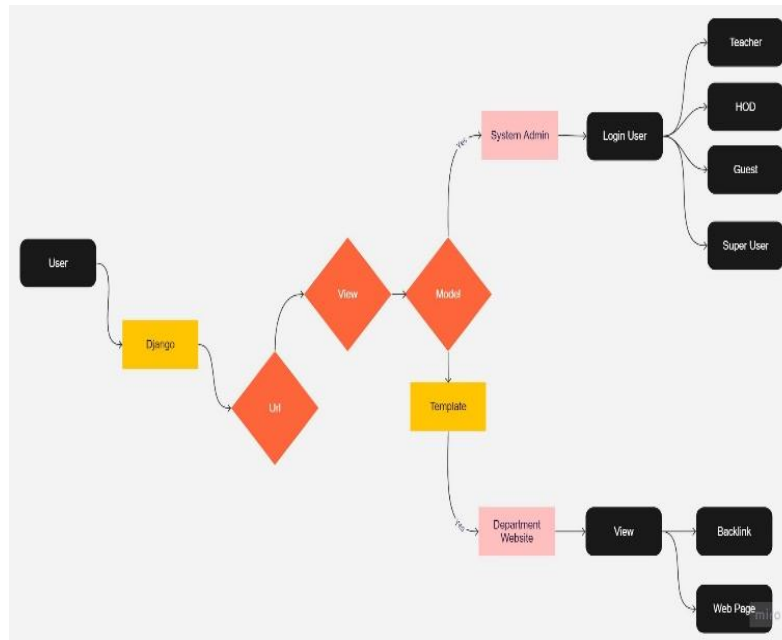 Teacher
HOD
System Admin
Login User
Yes
Guest
Super User
User
View
Model
Django
Url
Template
Yes
Department
Website
View
Backlink
Web Page
miro